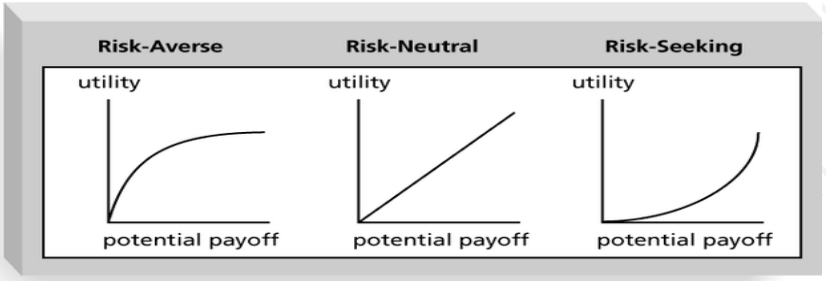 Risk-Averse Risk-Neutral Risk-Seeking
utility utility utility
potential payoff potential payoff potential payoff